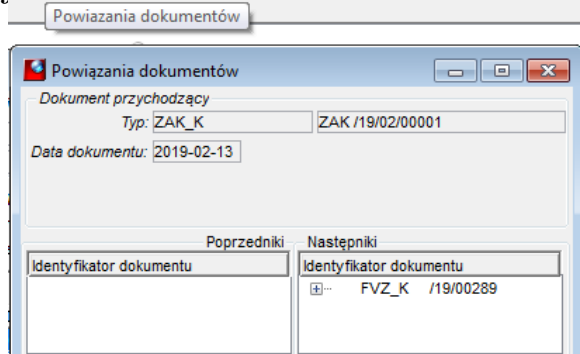 Powiazania dokumentów
Powiązania dokumentów
Dokument przychodzący
Typ: ZAK_K ZAK /19/02/00001
Data dokumentu: 2019-02-13
Poprzedniki Następniki
Identyfikator dokumentu Identyfikator dokumentu
FVZ_K /19/00289